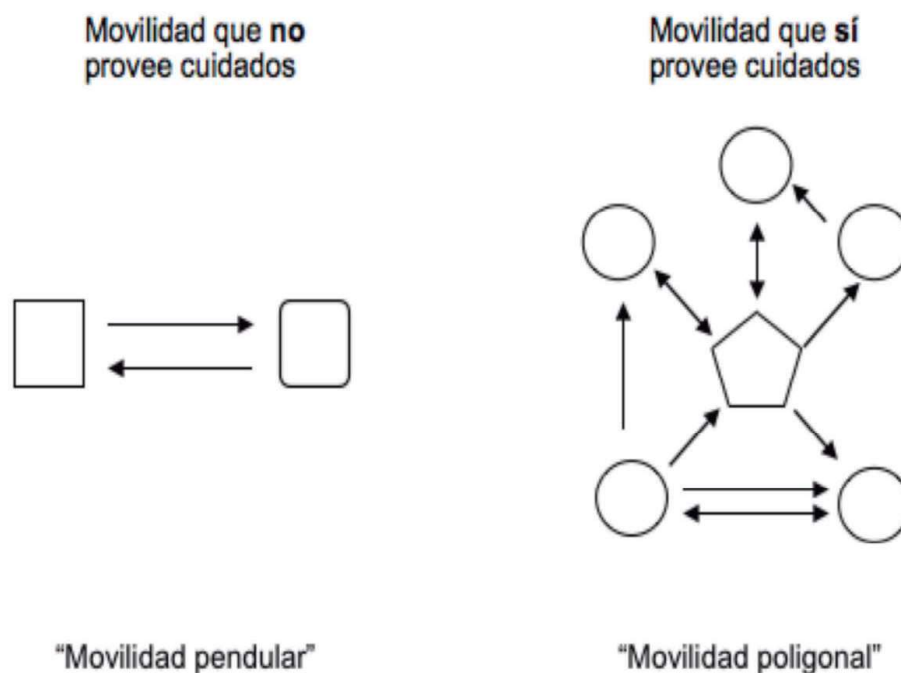 Movilidad que no
provee cuidados
Movilidad que sí
provee cuidados
“Movilidad pendular”
“Movilidad poligonal”